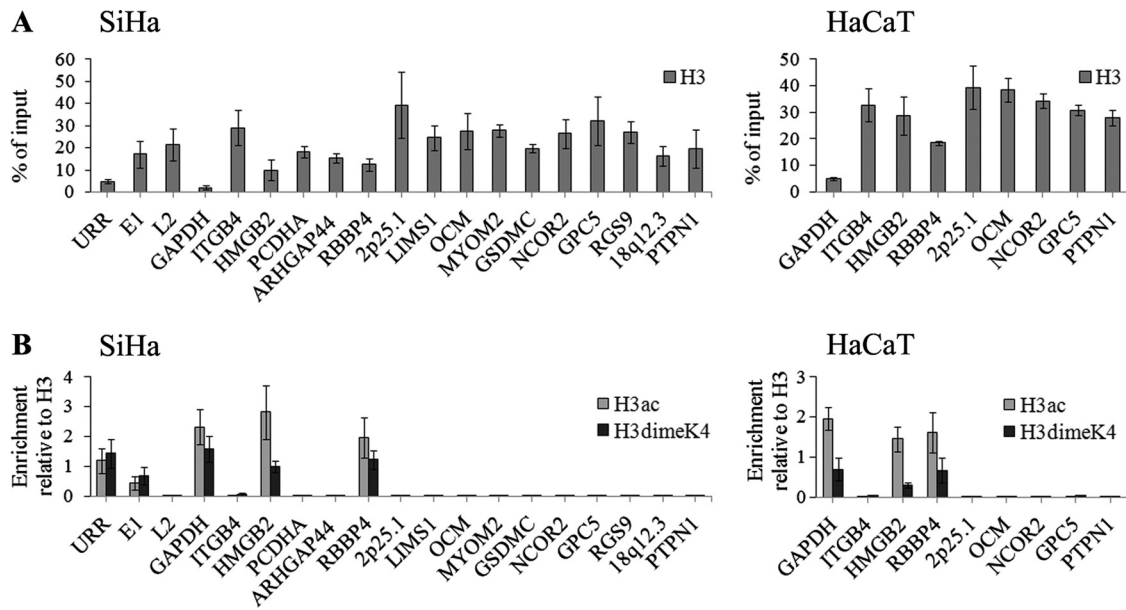 A
SiHa
HaCaT
% of input
60
50
40
30
20
10
0
H3
URR
E1
L2
GAPDH
ITGB4
HMGB2
PCDHA
ARHGAP44
RBBP4
2p25.1
LIMS1
OCM
MYOM2
GSDMC
NCOR2
GPC5
RGS9
18q12.3
PTPN1
% of input
50
40
30
20
10
0
H3
GAPDH
ITGB4
HMGB2
RBBP4
2p25.1
OCM
NCOR2
GPC5
PTPN1
B
SiHa
HaCaT
Enrichment
relative to H3
4
3
2
1
0
H3ac
H3dimeK4
URR
E1
L2
GAPDH
ITGB4
HMGB2
PCDHA
ARHGAP44
RBBP4
2p25.1
LIMS1
OCM
MYOM2
GSDMC
NCOR2
GPC5
RGS9
18q12.3
PTPN1
Enrichment
relative to H3
3
2
1
0
H3ac
H3dimeK4
GAPDH
ITGB4
HMGB2
RBBP4
2p25.1
OCM
NCOR2
GPC5
PTPN1